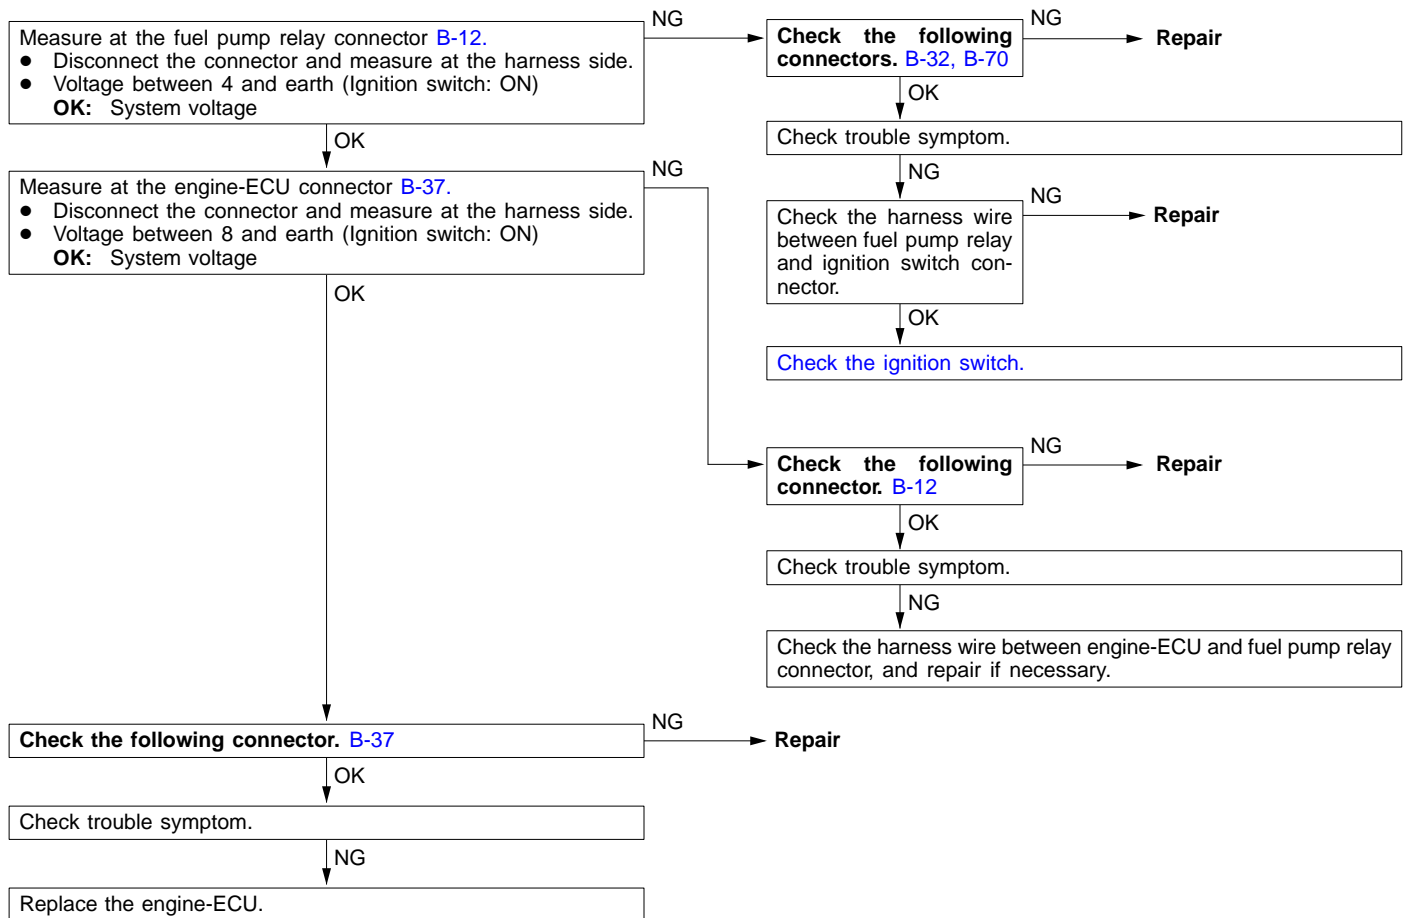 Measure at the fuel pump relay connector B-12.
● Disconnect the connector and measure at the harness side.
● Voltage between 4 and earth (Ignition switch: ON)
OK: System voltage
NG
Check the following
connectors. B-32, B-70
NG
Repair
OK
Check trouble symptom.
NG
Check the harness wire
between fuel pump relay
and ignition switch con-
nector.
NG
Repair
OK
Check the ignition switch.
OK
Measure at the engine-ECU connector B-37.
● Disconnect the connector and measure at the harness side.
● Voltage between 8 and earth (Ignition switch: ON)
OK: System voltage
NG
Check the following
connector. B-12
NG
Repair
OK
Check trouble symptom.
NG
Check the harness wire between engine-ECU and fuel pump relay
connector, and repair if necessary.
OK
Check the following connector. B-37
NG
Repair
OK
Check trouble symptom.
NG
Replace the engine-ECU.